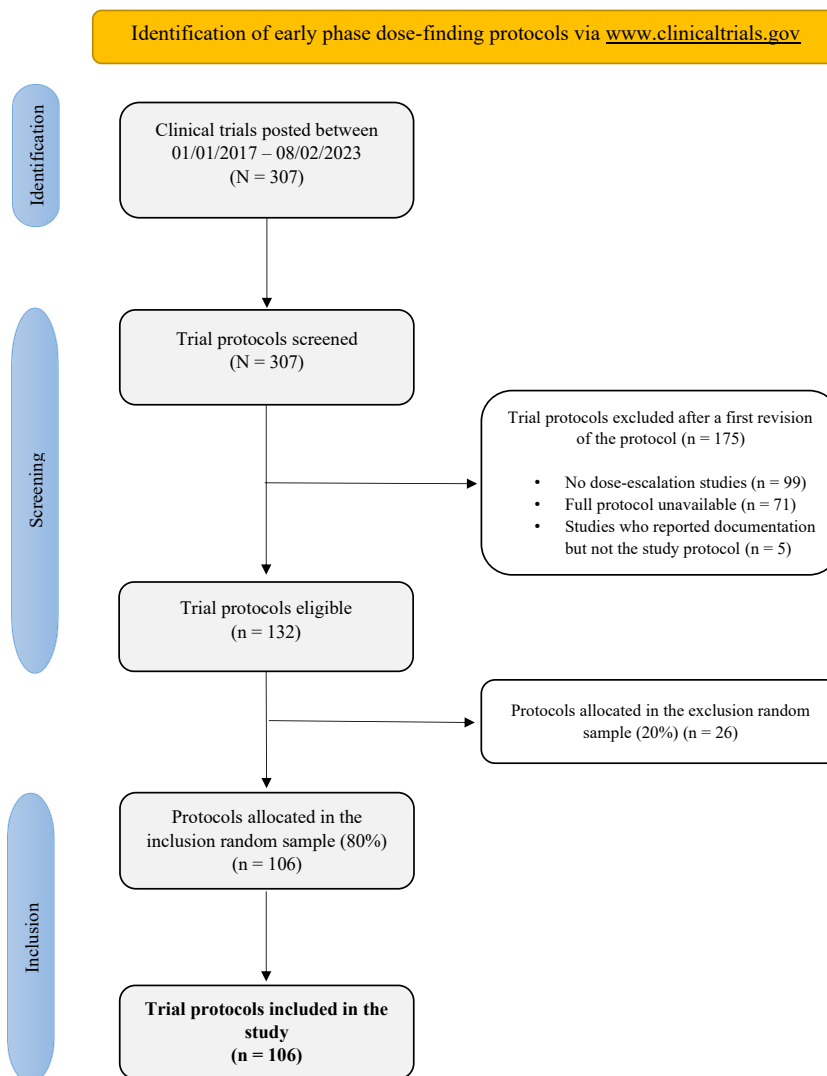 Identification of early phase dose-finding protocols via www.clinicaltrials.gov
Identification
Clinical trials posted between
01/01/2017 – 08/02/2023
(N = 307)
Screening
Trial protocols screened
(N = 307)
Trial protocols excluded after a first revision
of the protocol (n = 175)
• No dose-escalation studies (n = 99)
• Full protocol unavailable (n = 71)
• Studies who reported documentation
but not the study protocol (n = 5)
Trial protocols eligible
(n = 132)
Protocols allocated in the exclusion random
sample (20%) (n = 26)
Inclusion
Protocols allocated in the
inclusion random sample (80%)
(n = 106)
Trial protocols included in the
study
(n = 106)